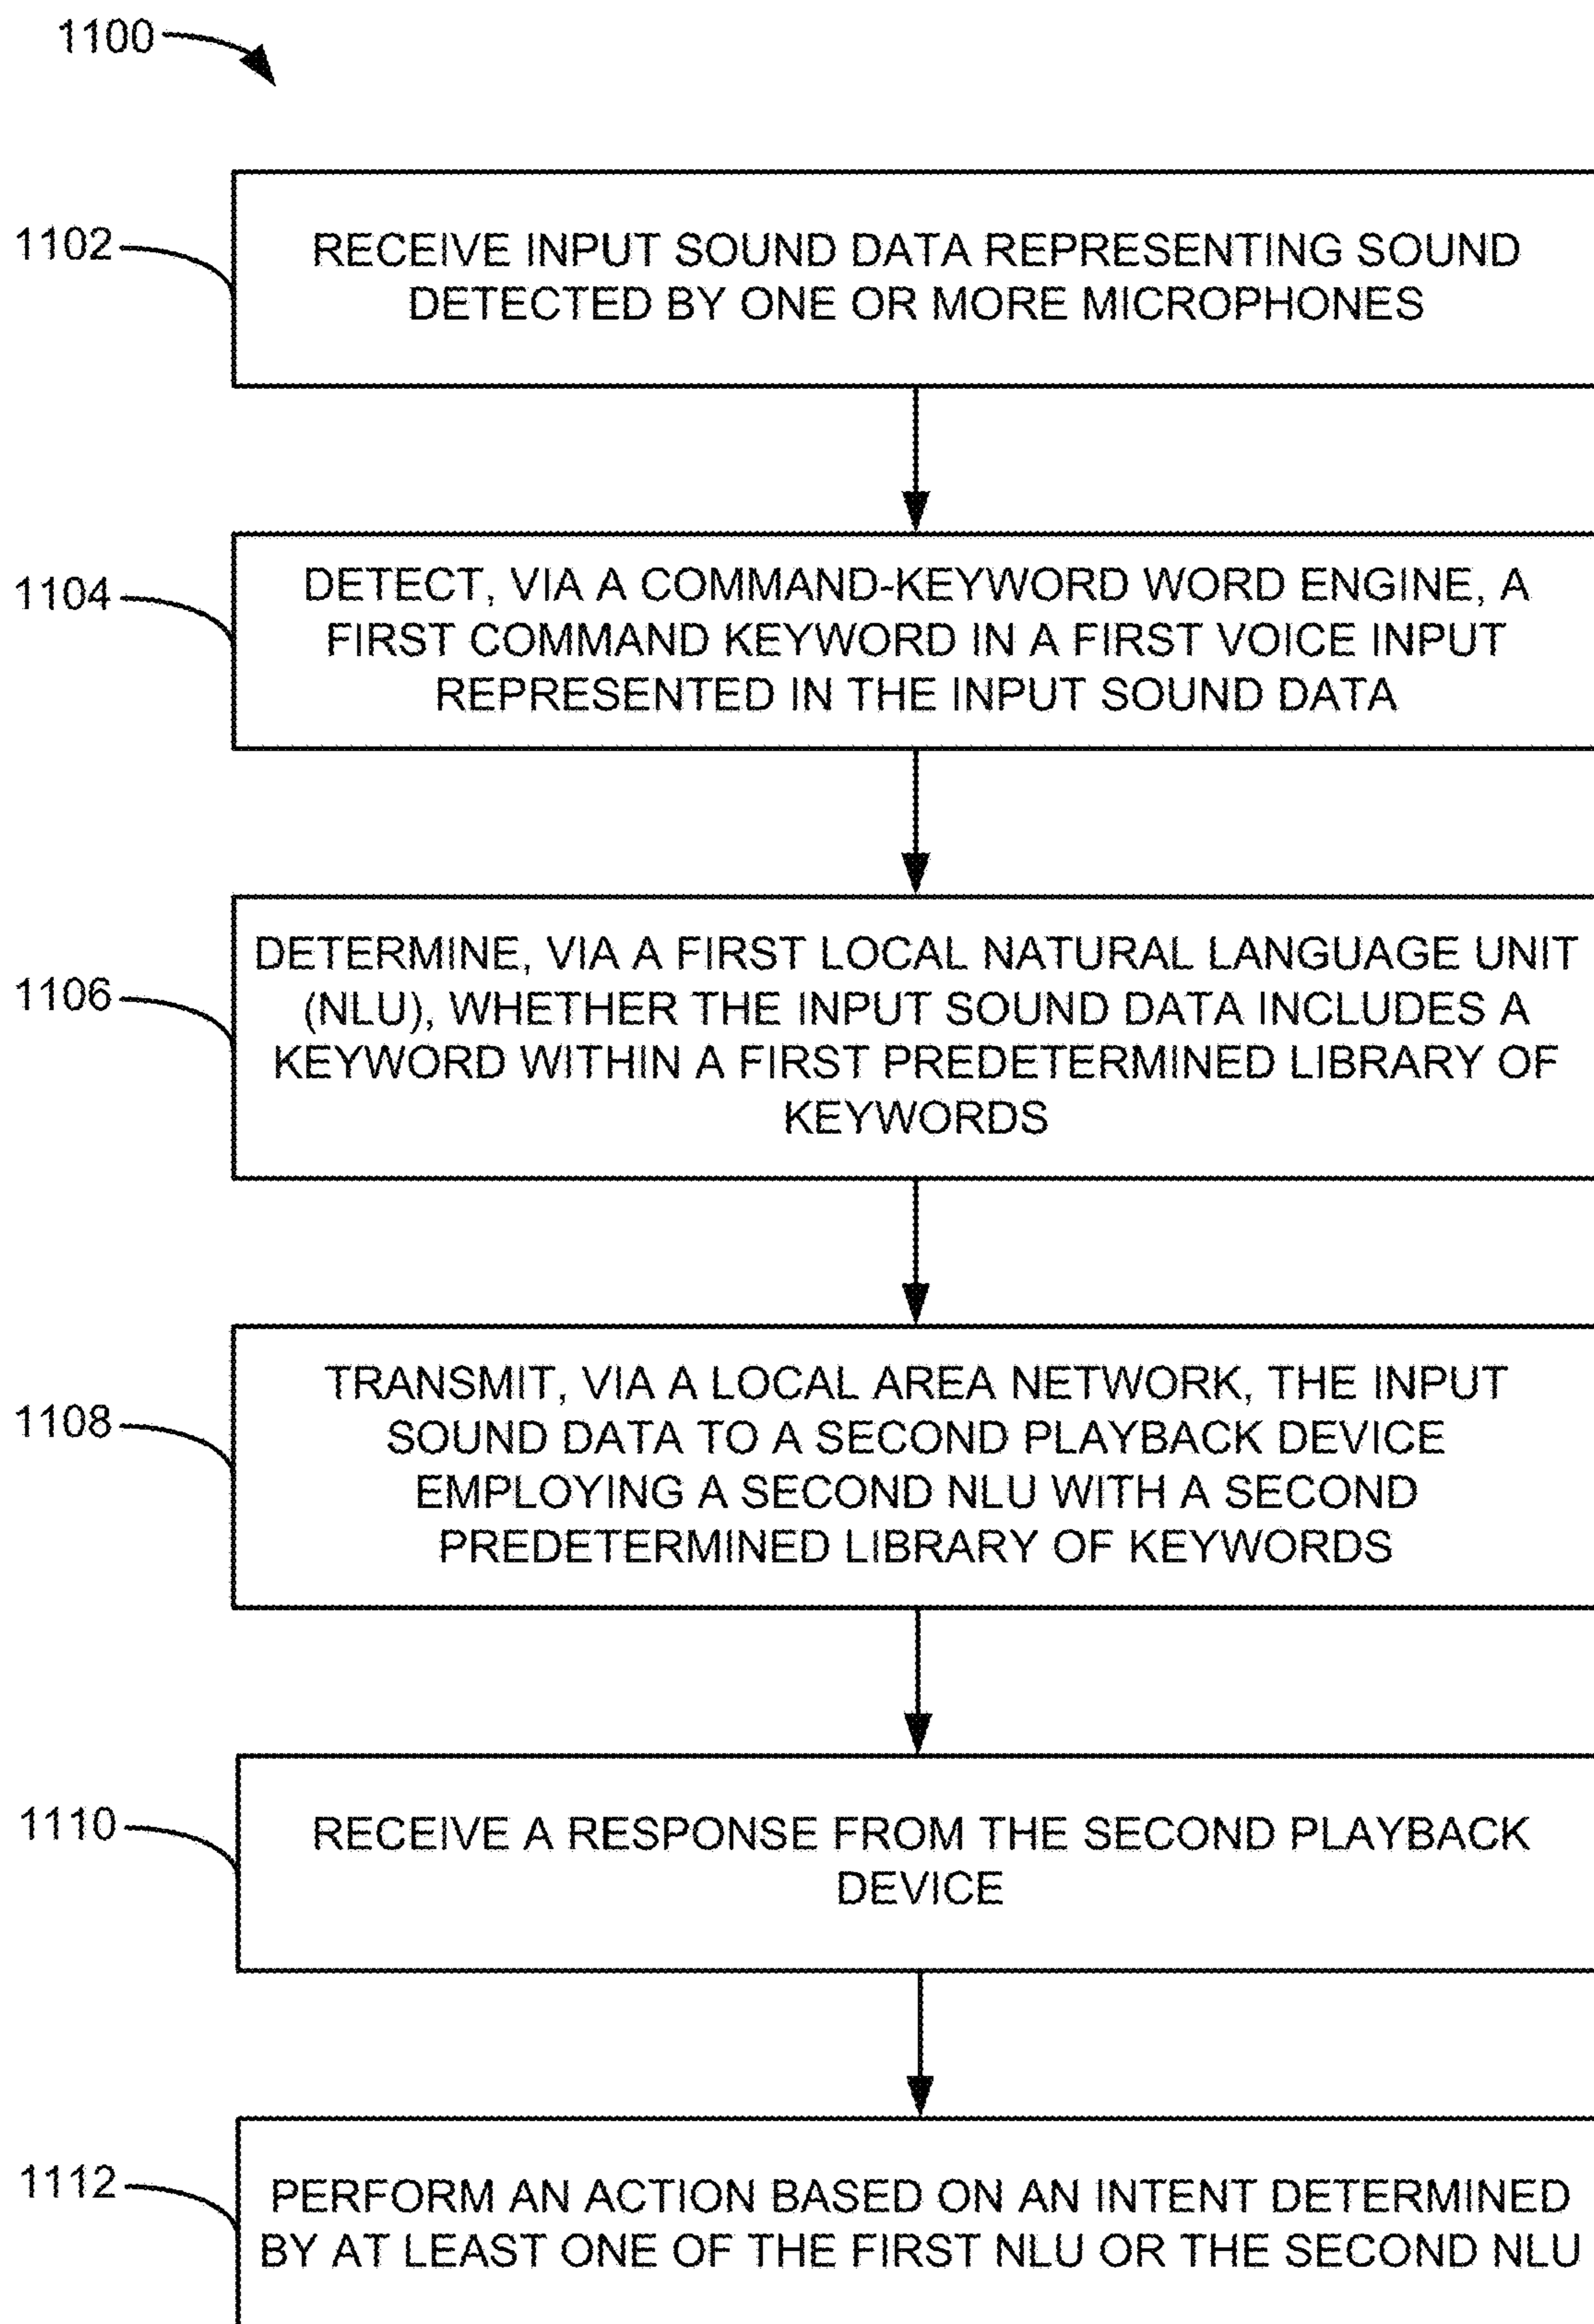 1100
1102
RECEIVE INPUT SOUND DATA REPRESENTING SOUND
DETECTED BY ONE OR MORE MICROPHONES
1104
DETECT, VIA A COMMAND-KEYWORD WORD ENGINE, A
FIRST COMMAND KEYWORD IN A FIRST VOICE INPUT
REPRESENTED IN THE INPUT SOUND DATA
1106
DETERMINE, VIA A FIRST LOCAL NATURAL LANGUAGE UNIT
(NLU), WHETHER THE INPUT SOUND DATA INCLUDES A
KEYWORD WITHIN A FIRST PREDETERMINED LIBRARY OF
KEYWORDS
1108
TRANSMIT, VIA A LOCAL AREA NETWORK, THE INPUT
SOUND DATA TO A SECOND PLAYBACK DEVICE
EMPLOYING A SECOND NLU WITH A SECOND
PREDETERMINED LIBRARY OF KEYWORDS
1110
RECEIVE A RESPONSE FROM THE SECOND PLAYBACK
DEVICE
1112
PERFORM AN ACTION BASED ON AN INTENT DETERMINED
BY AT LEAST ONE OF THE FIRST NLU OR THE SECOND NLU